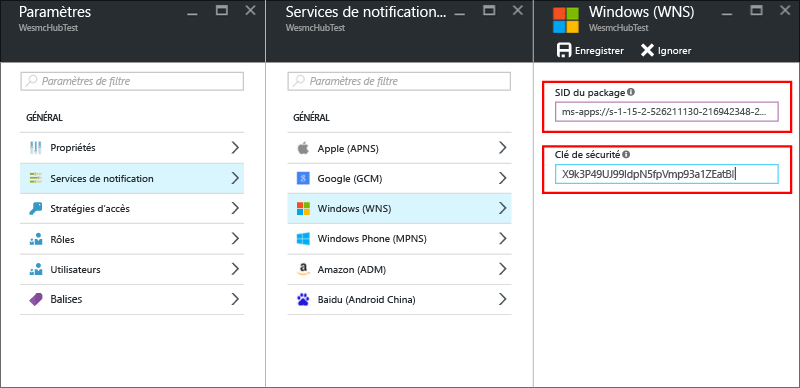 Paramètres
WesmcHubTest
Paramètres de filtre
GÉNÉRAL
Propriétés
Services de notification
Stratégies d'accès
Rôles
Utilisateurs
Balises
Services de notification...
WesmcHubTest
Paramètres de filtre
GÉNÉRAL
Apple (APNS)
Google (GCM)
Windows (WNS)
Windows Phone (MPNS)
Amazon (ADM)
Baidu (Android China)
Windows (WNS)
WesmcHubTest
Enregistrer
Ignorer
SID du package
ms-apps://s-1-15-2-526211130-216942348-2...
Clé de sécurité
X9k3P49UJ99IdpN5fpVmp93a1ZEatBI